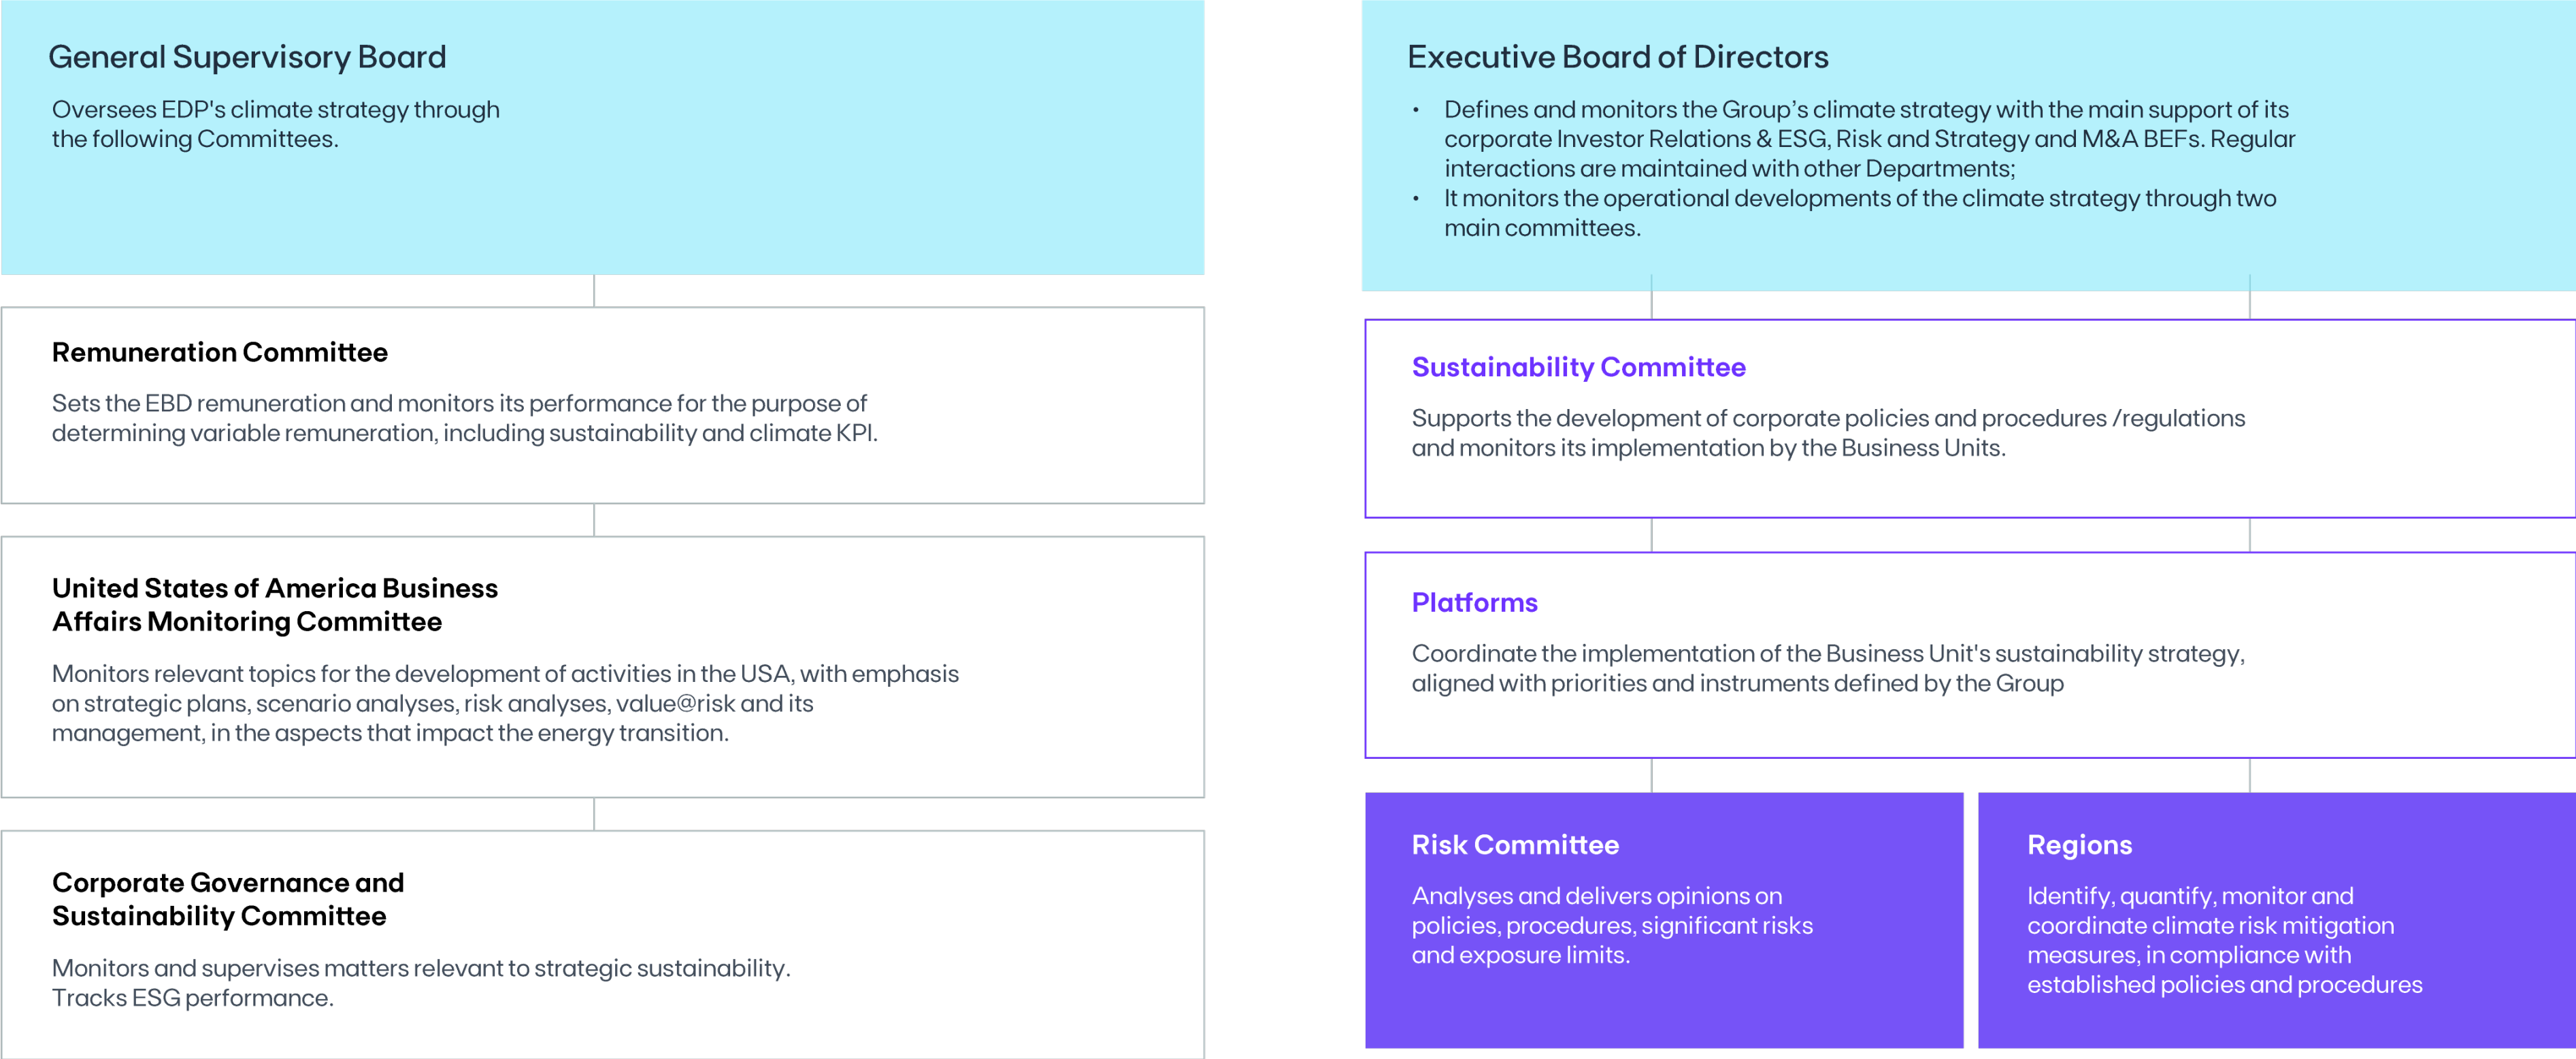 General Supervisory Board
Oversees EDP's climate strategy through
the following Committees.
Remuneration Committee
Sets the EBD remuneration and monitors its performance for the purpose of
determining variable remuneration, including sustainability and climate KPI.
United States of America Business
Affairs Monitoring Committee
Monitors relevant topics for the development of activities in the USA, with emphasis
on strategic plans, scenario analyses, risk analyses, value@risk and its
management, in the aspects that impact the energy transition.
Corporate Governance and
Sustainability Committee
Monitors and supervises matters relevant to strategic sustainability.
Tracks ESG performance.
Executive Board of Directors
• Defines and monitors the Group's climate strategy with the main support of its
corporate Investor Relations & ESG, Risk and Strategy and M&A BEFs. Regular
interactions are maintained with other Departments;
• It monitors the operational developments of the climate strategy through two
main committees.
Sustainability Committee
Supports the development of corporate policies and procedures /regulations
and monitors its implementation by the Business Units.
Platforms
Coordinate the implementation of the Business Unit's sustainability strategy,
aligned with priorities and instruments defined by the Group
Risk Committee
Analyses and delivers opinions on
policies, procedures, significant risks
and exposure limits.
Regions
Identify, quantify, monitor and
coordinate climate risk mitigation
measures, in compliance with
established policies and procedures